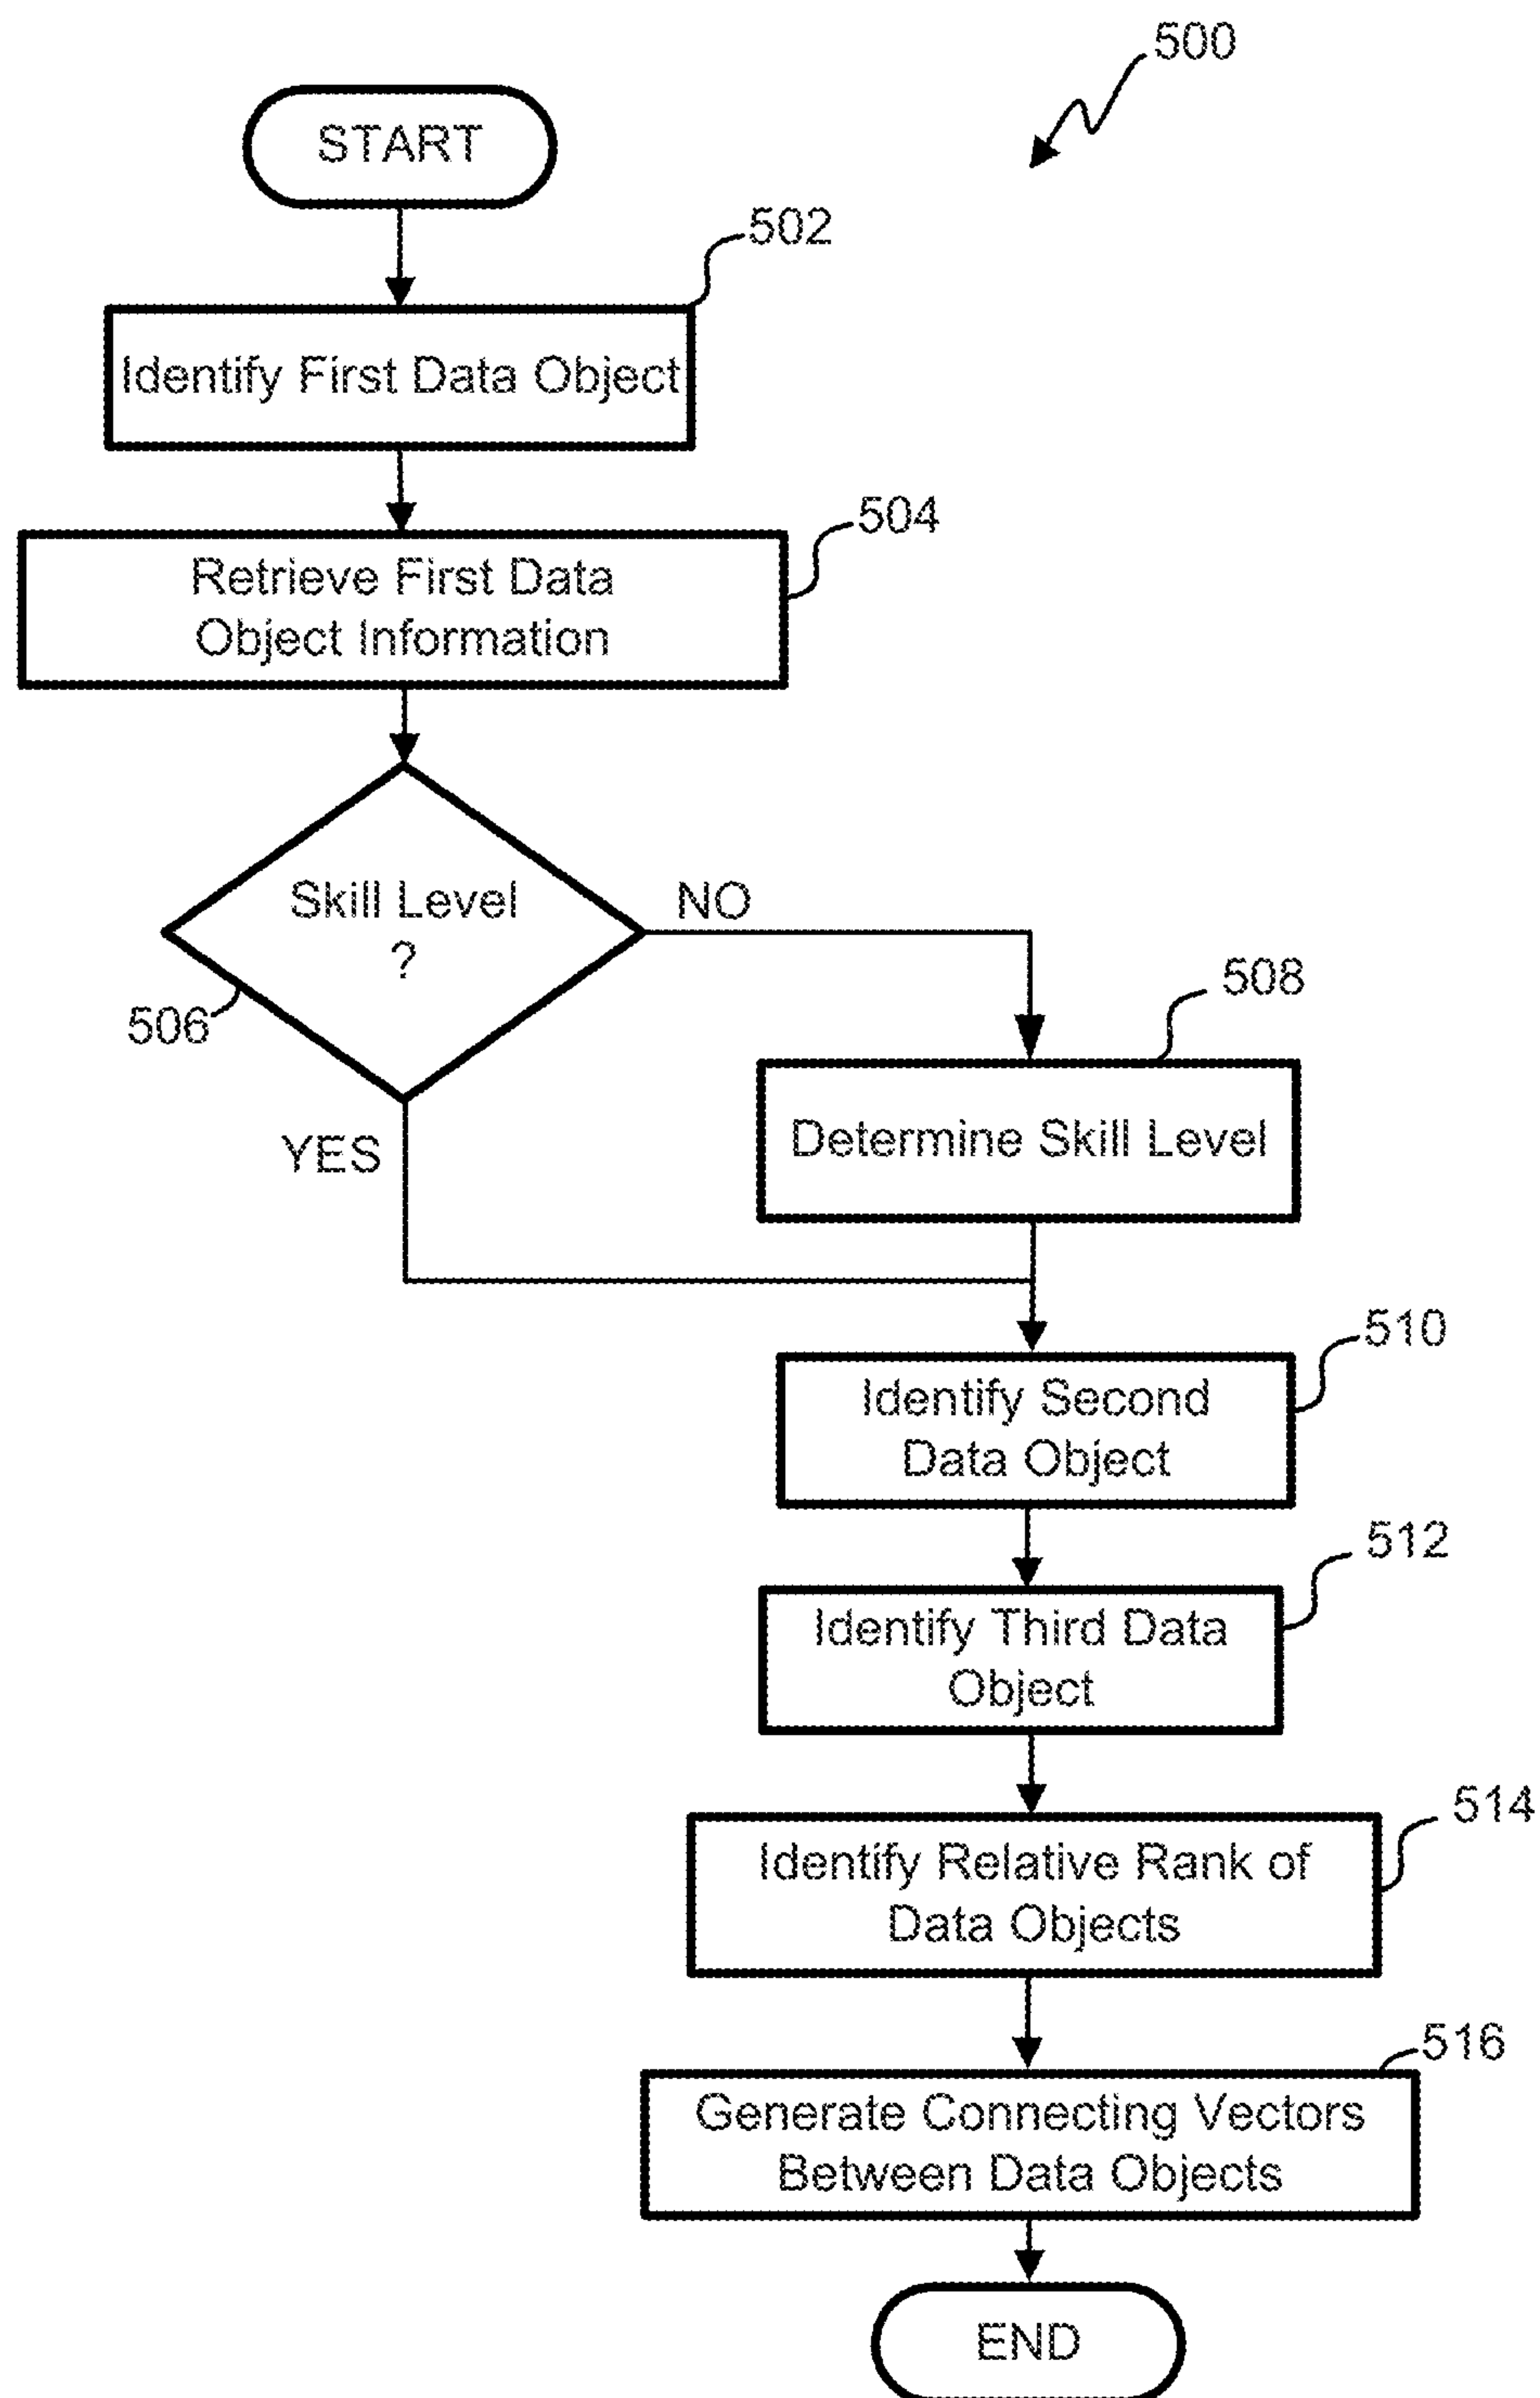 500
START
502
Identify First Data Object
504
Retrieve First Data
Object Information
Skill Level
?
NO
506
508
YES
Determine Skill Level
510
Identify Second
Data Object
512
Identify Third Data
Object
514
Identify Relative Rank of
Data Objects
516
Generate Connecting Vectors
Between Data Objects
END